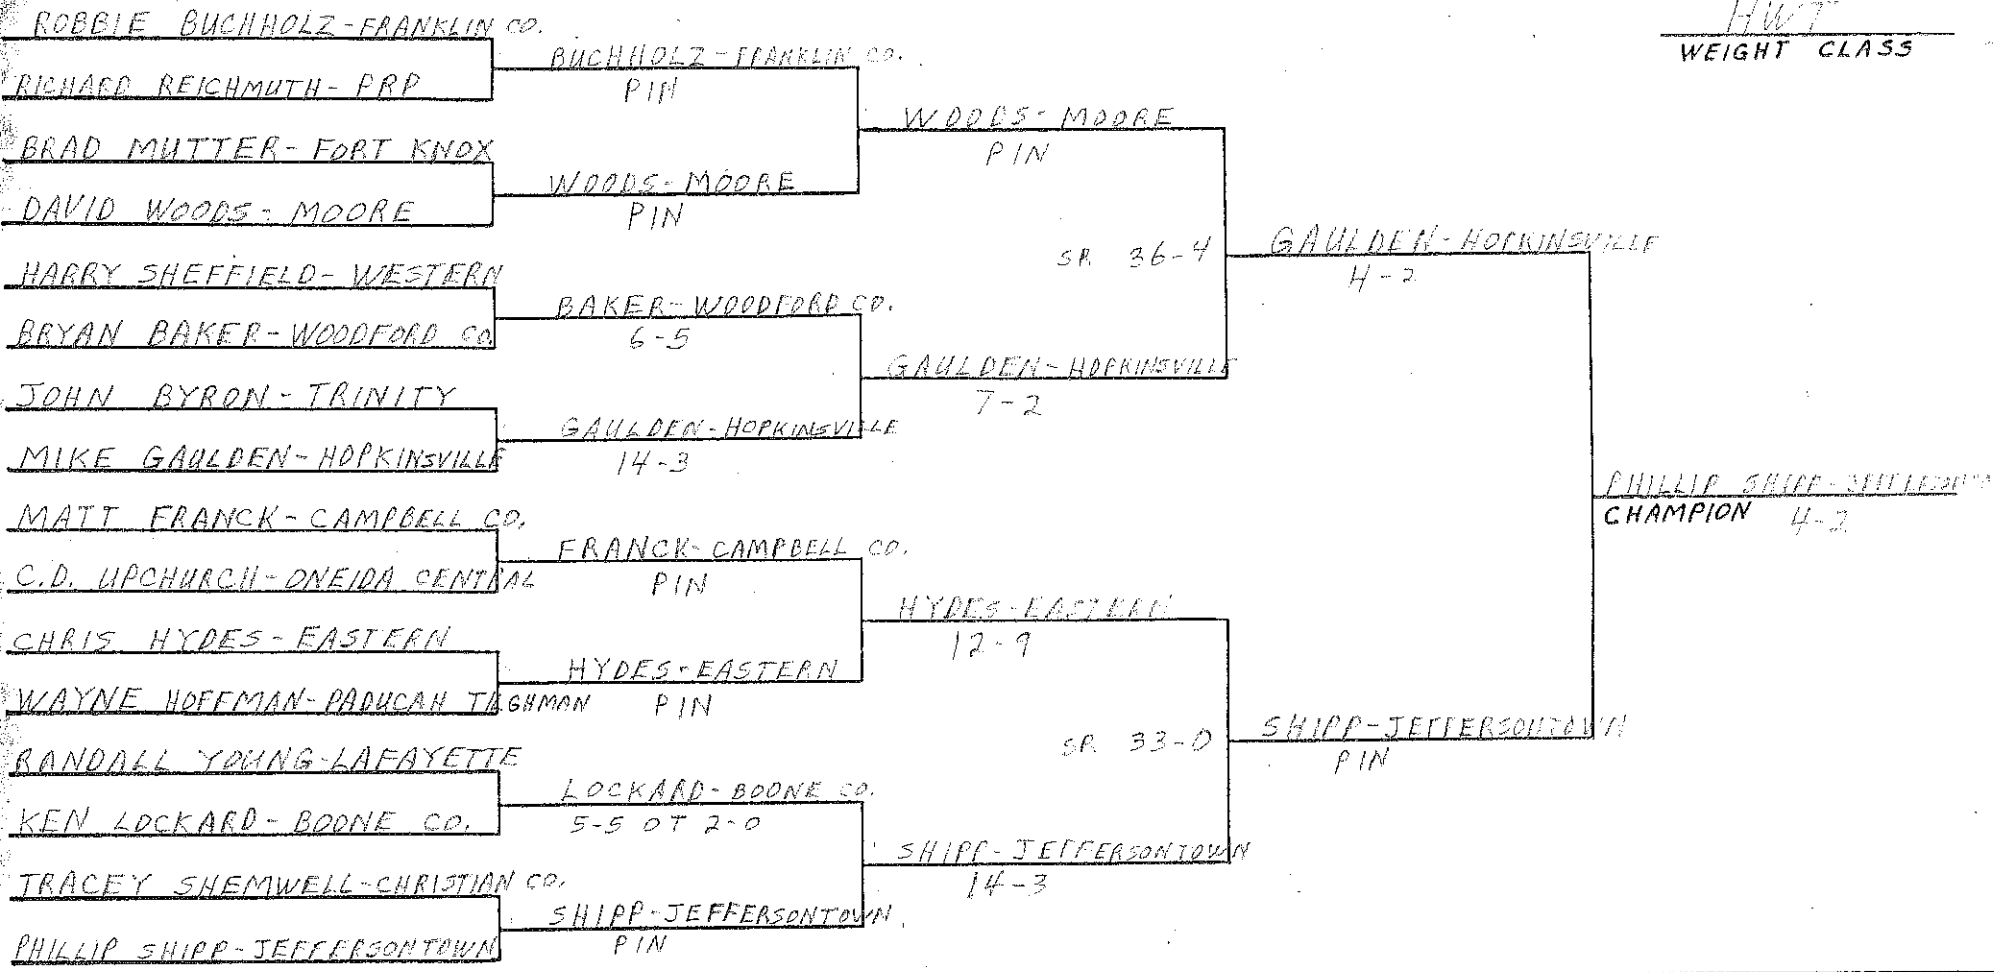 HWT
WEIGHT CLASS
ROBBIE BUCHHOLZ-FRANKLIN CO.
RICHARD REICHMUTH-PRP
BRAD MUTTER-FORT KNOX
DAVID WOODS-MOORE
HARRY SHEFFIELD-WESTERN
BRYAN BAKER-WOODFORD CO.
JOHN BYRON-TRINITY
MIKE GAULDEN-HOPKINSVILLE
MATT FRANCK-CAMPBELL CO.
C.D. UPCHURCH-ONEIDA CENTRAL
CHRIS HYDES-EASTERN
WAYNE HOFFMAN-PADUCAH TILGHMAN
RANDALL YOUNG-LAFAYETTE
KEN LOCKARD-BOONE CO.
TRACEY SHEMWELL-CHRISTIAN CO.
PHILLIP SHIPP-JEFFERSONTOWN
BUCHHOLZ-FRANKLIN CO.
PIN
WOODS-MOORE
PIN
BAKER-WOODFORD CO.
6-5
GAULDEN-HOPKINSVILLE
14-3
FRANCK-CAMPBELL CO.
PIN
HYDES-EASTERN
PIN
LOCKARD-BOONE CO.
5-5 OT 2-0
SHIPP-JEFFERSONTOWN
PIN
WOODS-MOORE
PIN
GAULDEN-HOPKINSVILLE
7-2
HYDES-EASTERN
12-9
SHIPP-JEFFERSONTOWN
14-3
SR. 36-4
GAULDEN-HOPKINSVILLE
4-2
SR. 33-0
SHIPP-JEFFERSONTOWN
PIN
PHILLIP SHIPP-JEFFERSONTOWN
CHAMPION 4-2